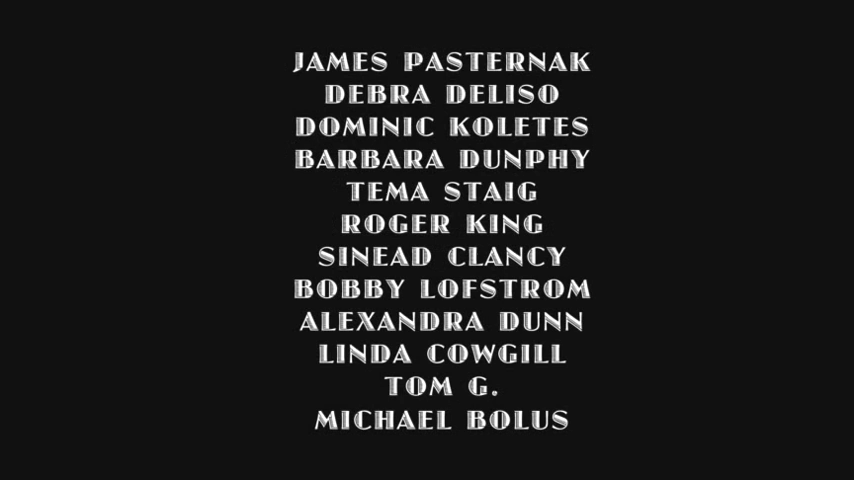 JAMES PASTERNAK
DEBRA DELISO
DOMINIC KOLETES
BARBARA DUNPHY
TEMA STAIG
ROGER KING
SINEAD CLANCY
BOBBY LOFSTROM
ALEXANDRA DUNN
LINDA COWGILL
TOM G.
MICHAEL BOLUS